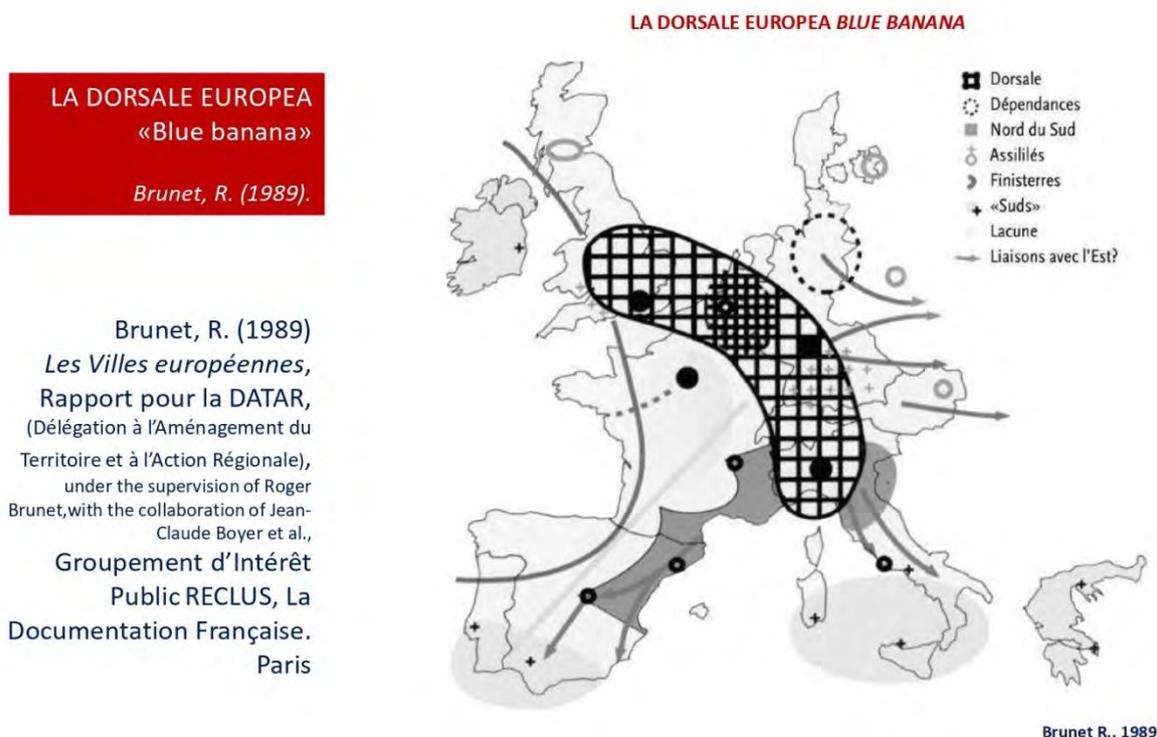 LA DORSALE EUROPEA BLUE BANANA
LA DORSALE EUROPEA
«Blue banana»
Brunet, R. (1989).
Brunet, R. (1989)
Les Villes européennes,
Rapport pour la DATAR,
(Délégation à l'Aménagement du
Territoire et à l'Action Régionale),
under the supervision of Roger
Brunet,with the collaboration of Jean-
Claude Boyer et al.,
Groupement d'Intérêt
Public RECLUS, La
Documentation Française.
Paris
Dorsale
Dépendances
Nord du Sud
Assililés
Finisterres
«Suds»
Lacune
Liaisons avec l'Est?
Brunet R., 1989